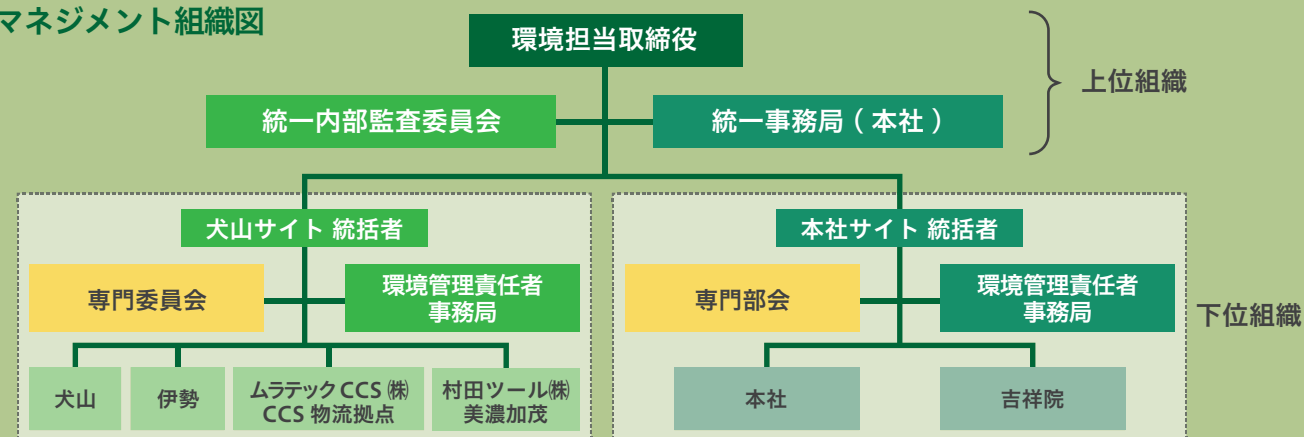 マネジメント組織図
環境担当取締役
上位組織
統一内部監査委員会
統一事務局（本社）
犬山サイト 統括者
本社サイト 統括者
専門委員会
環境管理責任者
事務局
専門部会
環境管理責任者
事務局
下位組織
犬山
伊勢
ムラテックCCS㈱
CCS 物流拠点
村田ツール㈱
美濃加茂
本社
吉祥院